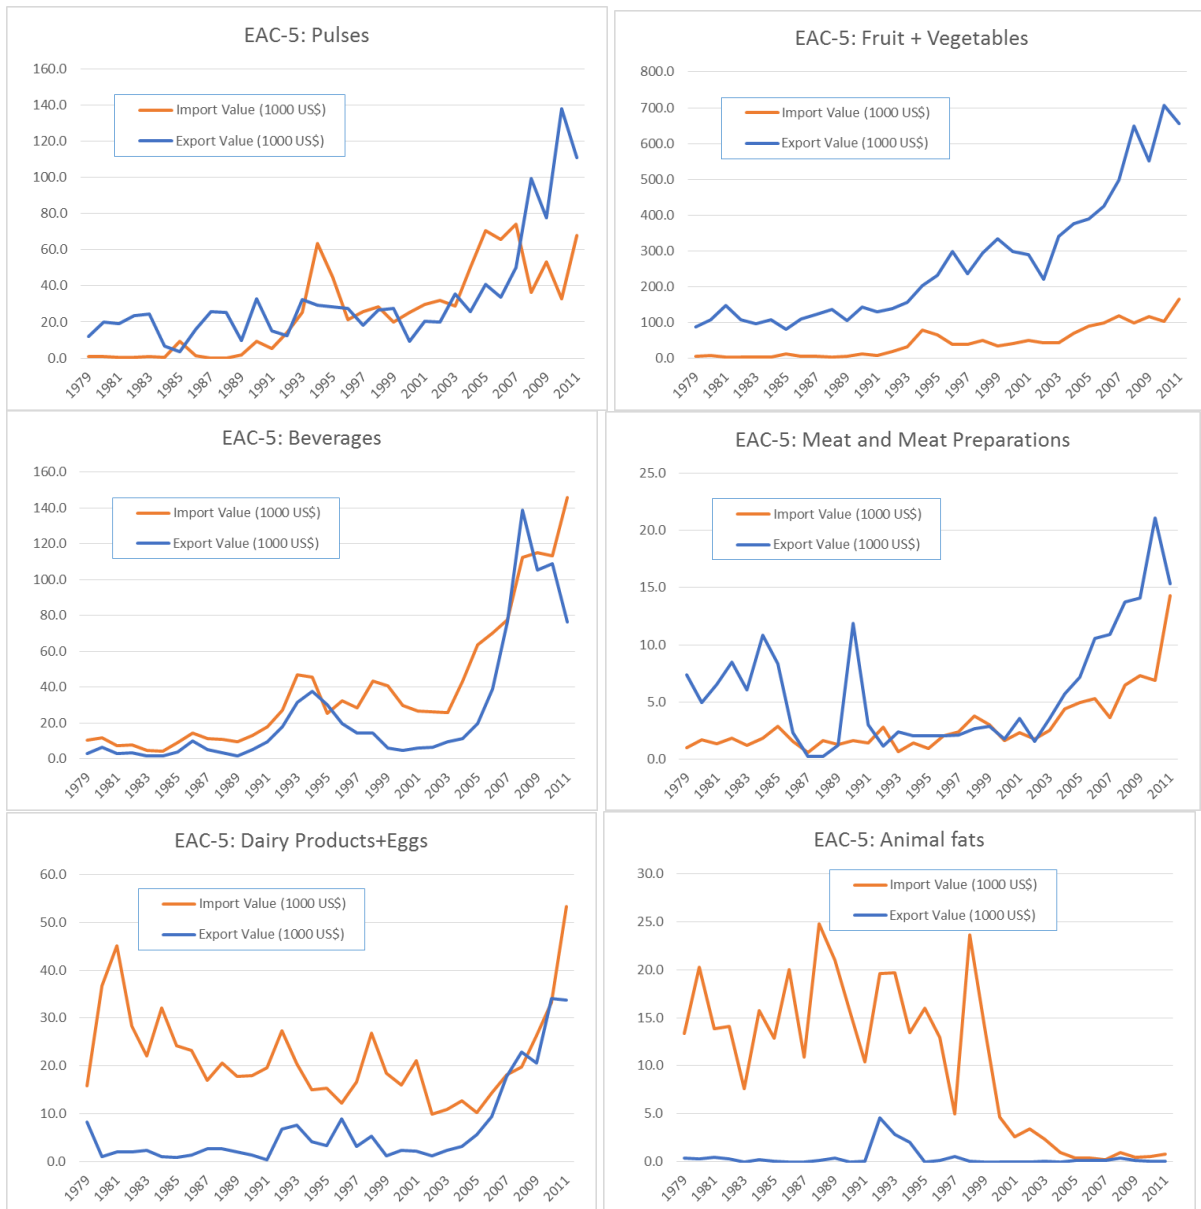 EAC-5: Pulses
160.0
140.0
120.0
100.0
80.0
60.0
40.0
20.0
0.0
Import Value (1000 US$)
Export Value (1000 US$)
1979 1981 1983 1985 1987 1989 1991 1993 1995 1997 1999 2001 2003 2005 2007 2009 2011
EAC-5: Fruit + Vegetables
800.0
700.0
600.0
500.0
400.0
300.0
200.0
100.0
0.0
Import Value (1000 US$)
Export Value (1000 US$)
1979 1981 1983 1985 1987 1989 1991 1993 1995 1997 1999 2001 2003 2005 2007 2009 2011
EAC-5: Beverages
160.0
140.0
120.0
100.0
80.0
60.0
40.0
20.0
0.0
Import Value (1000 US$)
Export Value (1000 US$)
1979 1981 1983 1985 1987 1989 1991 1993 1995 1997 1999 2001 2003 2005 2007 2009 2011
EAC-5: Meat and Meat Preparations
25.0
20.0
15.0
10.0
5.0
0.0
Import Value (1000 US$)
Export Value (1000 US$)
1979 1981 1983 1985 1987 1989 1991 1993 1995 1997 1999 2001 2003 2005 2007 2009 2011
EAC-5: Dairy Products+Eggs
60.0
50.0
40.0
30.0
20.0
10.0
0.0
Import Value (1000 US$)
Export Value (1000 US$)
1979 1981 1983 1985 1987 1989 1991 1993 1995 1997 1999 2001 2003 2005 2007 2009 2011
EAC-5: Animal fats
30.0
25.0
20.0
15.0
10.0
5.0
0.0
Import Value (1000 US$)
Export Value (1000 US$)
1979 1981 1983 1985 1987 1989 1991 1993 1995 1997 1999 2001 2003 2005 2007 2009 2011